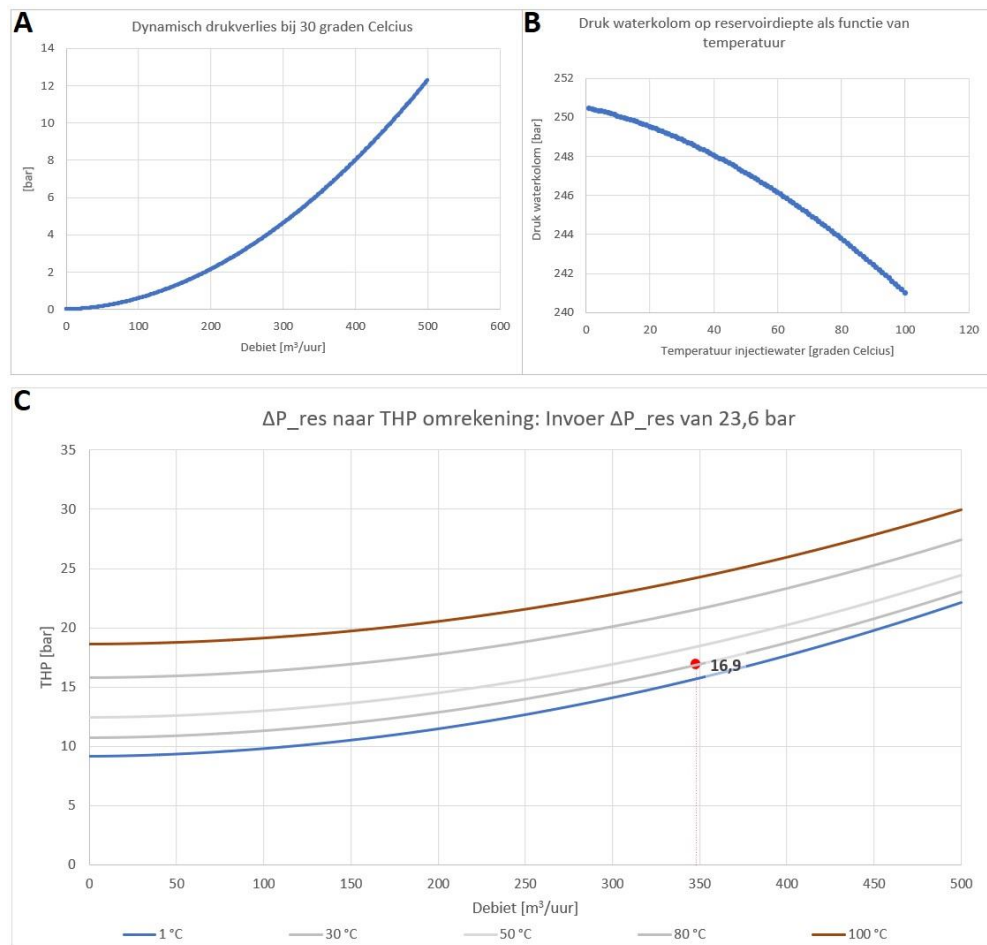 A
Dynamisch drukverlies bij 30 graden Celcius
[bar]
14
12
10
8
6
4
2
0
0 100 200 300 400 500 600
Debiet [m³/uur]
B
Druk waterkolom op reservoirdiepte als functie van
temperatuur
Druk waterkolom [bar]
252
250
248
246
244
242
240
0 20 40 60 80 100 120
Temperatuur injectiewater [graden Celcius]
C
ΔP_res naar THP omrekening: Invoer ΔP_res van 23,6 bar
THP [bar]
35
30
25
20
15
10
5
0
16,9
0 50 100 150 200 250 300 350 400 450 500
Debiet [m³/uur]
1 °C 30 °C 50 °C 80 °C 100 °C